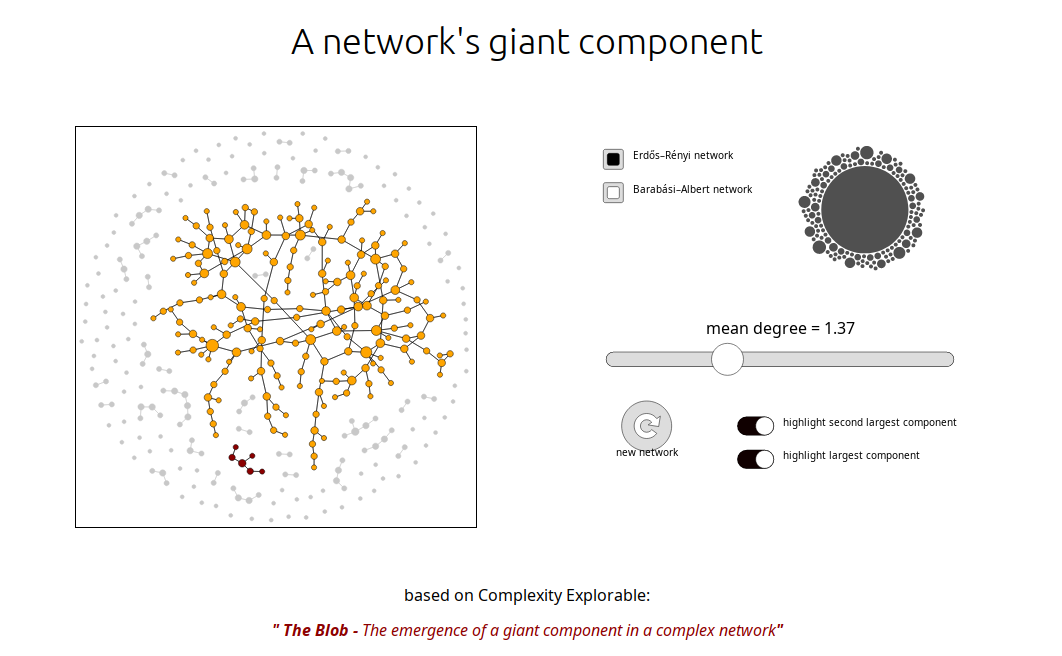 A network's giant component
Erdős–Rényi network
Barabási–Albert network
mean degree = 1.37
new network
highlight second largest component
highlight largest component
based on Complexity Explorable:
" The Blob - The emergence of a giant component in a complex network"